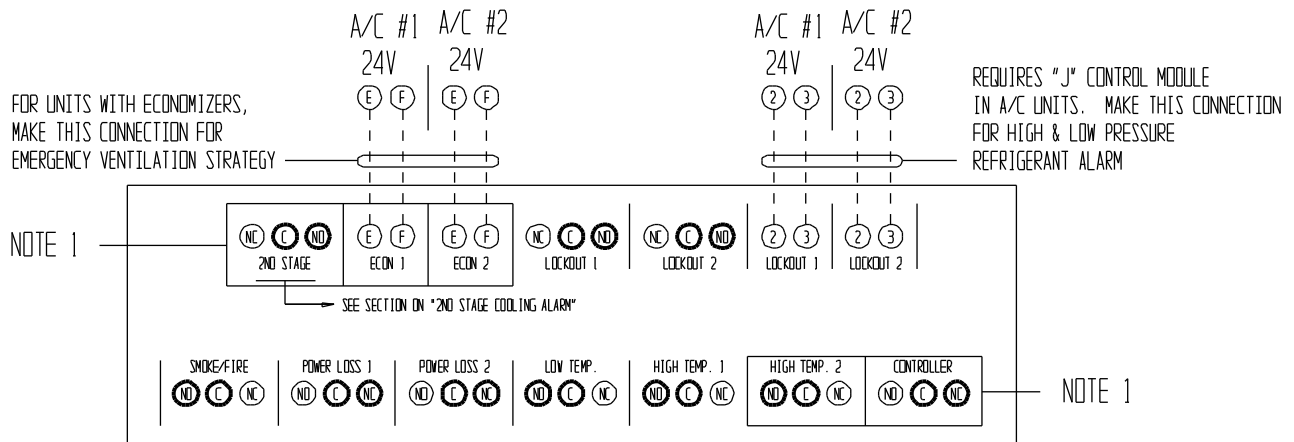 A/C #1 A/C #2 A/C #1 A/C #2
24V 24V 24V 24V
FOR UNITS WITH ECONOMIZERS,
MAKE THIS CONNECTION FOR
EMERGENCY VENTILATION STRATEGY
E F E F 2 3 2 3
REQUIRES "J" CONTROL MODULE
IN A/C UNITS. MAKE THIS CONNECTION
FOR HIGH & LOW PRESSURE
REFRIGERANT ALARM
NOTE 1
NC C NO E F E F NC C NO NC C NO 2 3 2 3
2ND STAGE ECON 1 ECON 2 LOCKOUT 1 LOCKOUT 2 LOCKOUT 1 LOCKOUT 2
SEE SECTION ON "2ND STAGE COOLING ALARM"
SMOKE/FIRE POWER LOSS 1 POWER LOSS 2 LOW TEMP. HIGH TEMP. 1 HIGH TEMP. 2 CONTROLLER
NO C NC NO C NC NO C NC NO C NC NO C NC NO C NC NO C NC
NOTE 1